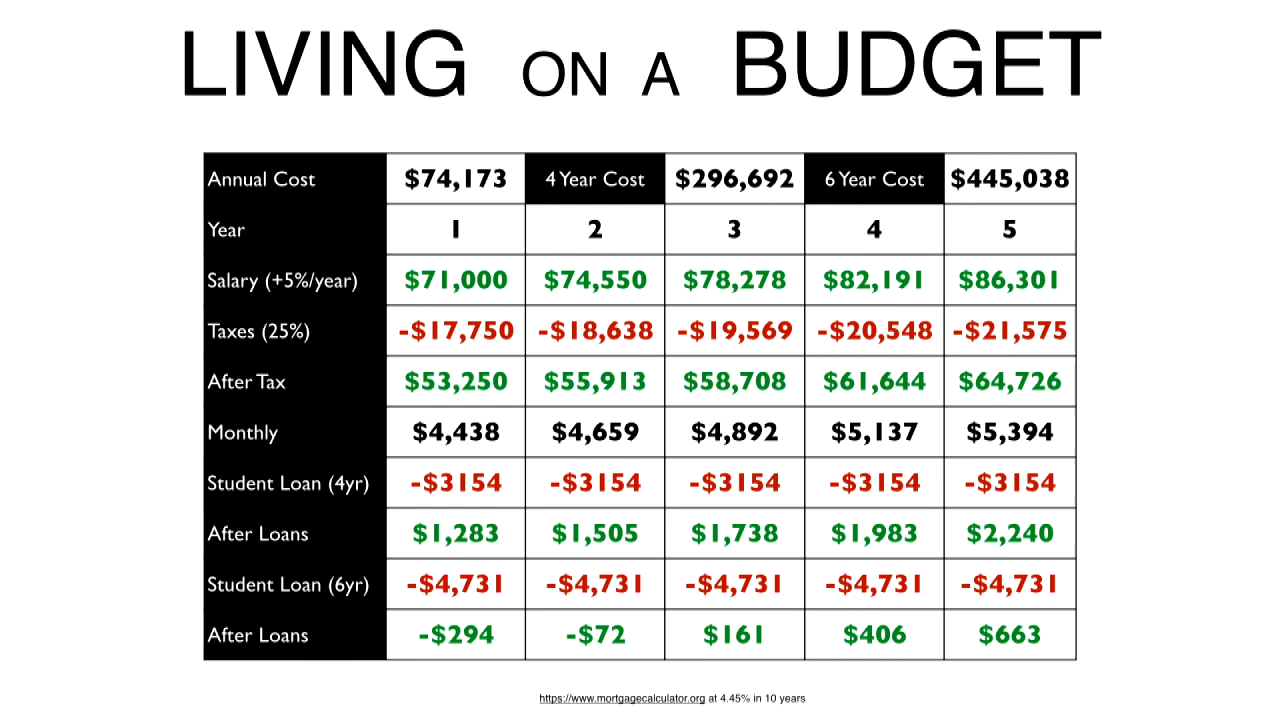 LIVING ON A BUDGET
Annual Cost $74,173 4 Year Cost $296,692 6 Year Cost $445,038
Year 1 2 3 4 5
Salary (+5%/year) $71,000 $74,550 $78,278 $82,191 $86,301
Taxes (25%) -$17,750 -$18,638 -$19,569 -$20,548 -$21,575
After Tax $53,250 $55,913 $58,708 $61,644 $64,726
Monthly $4,438 $4,659 $4,892 $5,137 $5,394
Student Loan (4yr) -$3154 -$3154 -$3154 -$3154 -$3154
After Loans $1,283 $1,505 $1,738 $1,983 $2,240
Student Loan (6yr) -$4,731 -$4,731 -$4,731 -$4,731 -$4,731
After Loans -$294 -$72 $161 $406 $663
https://www.mortgagecalculator.org at 4.45% in 10 years